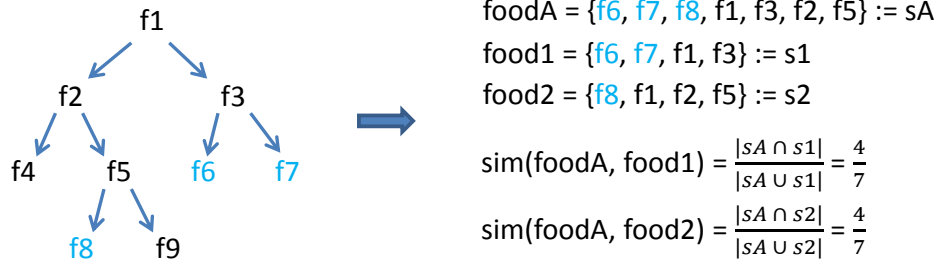 f1
f2 f3
f4 f5 f6 f7
f8 f9
foodA = {f6, f7, f8, f1, f3, f2, f5} := sA
food1 = {f6, f7, f1, f3} := s1
food2 = {f8, f1, f2, f5} := s2
sim(foodA, food1) = |sA ∩ s1| / |sA ∪ s1| = 4/7
sim(foodA, food2) = |sA ∩ s2| / |sA ∪ s2| = 4/7